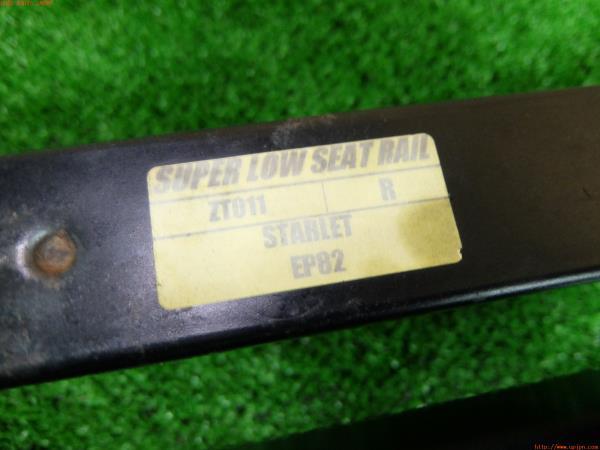 SUPER LOW SEAT RAIL
ZT011 R
STARLET
EP82